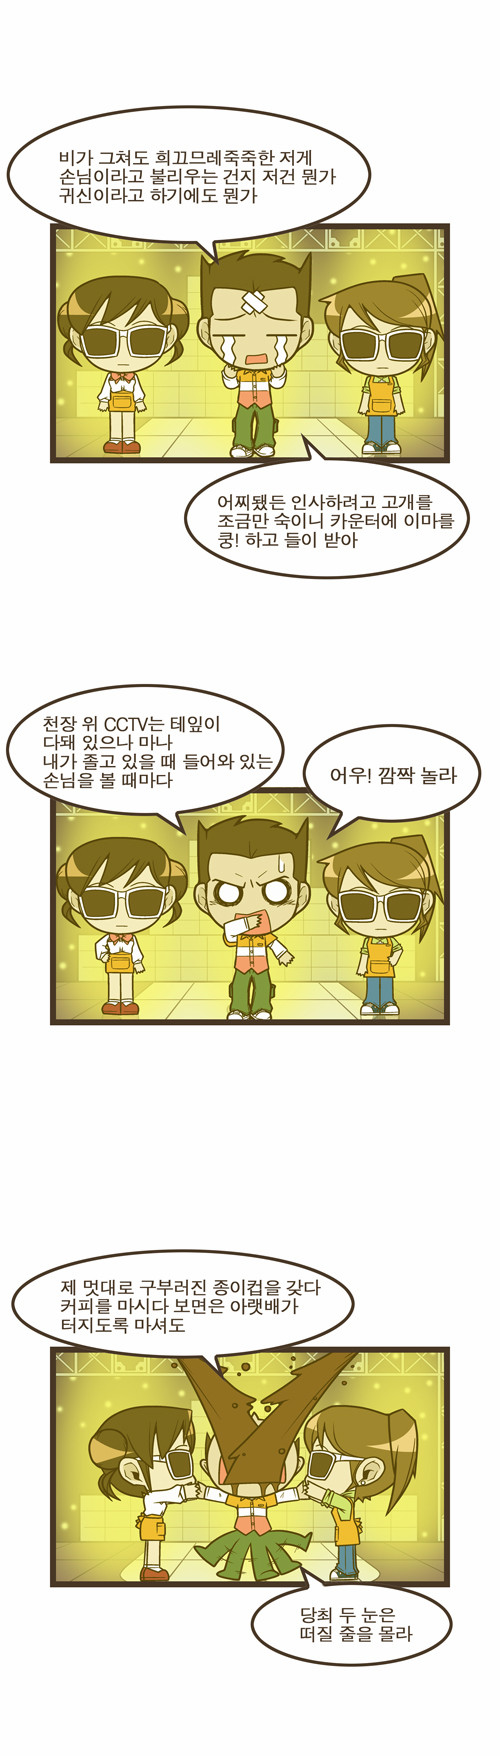 비가 그쳐도 희끄므레죽죽한 저게
손님이라고 불리우는 건지 저건 뭔가
귀신이라고 하기에도 뭔가
어찌됐든 인사하려고 고개를
조금만 숙이니 카운터에 이마를
쿵! 하고 들이 받아
천장 위 CCTV는 테잎이
다돼 있으나 마나
내가 졸고 있을 때 들어와 있는
손님을 볼 때마다
어우! 깜짝 놀라
제 멋대로 구부러진 종이컵을 갖다
커피를 마시다 보면은 아랫배가
터지도록 마셔도
당최 두 눈은
떠질 줄을 몰라